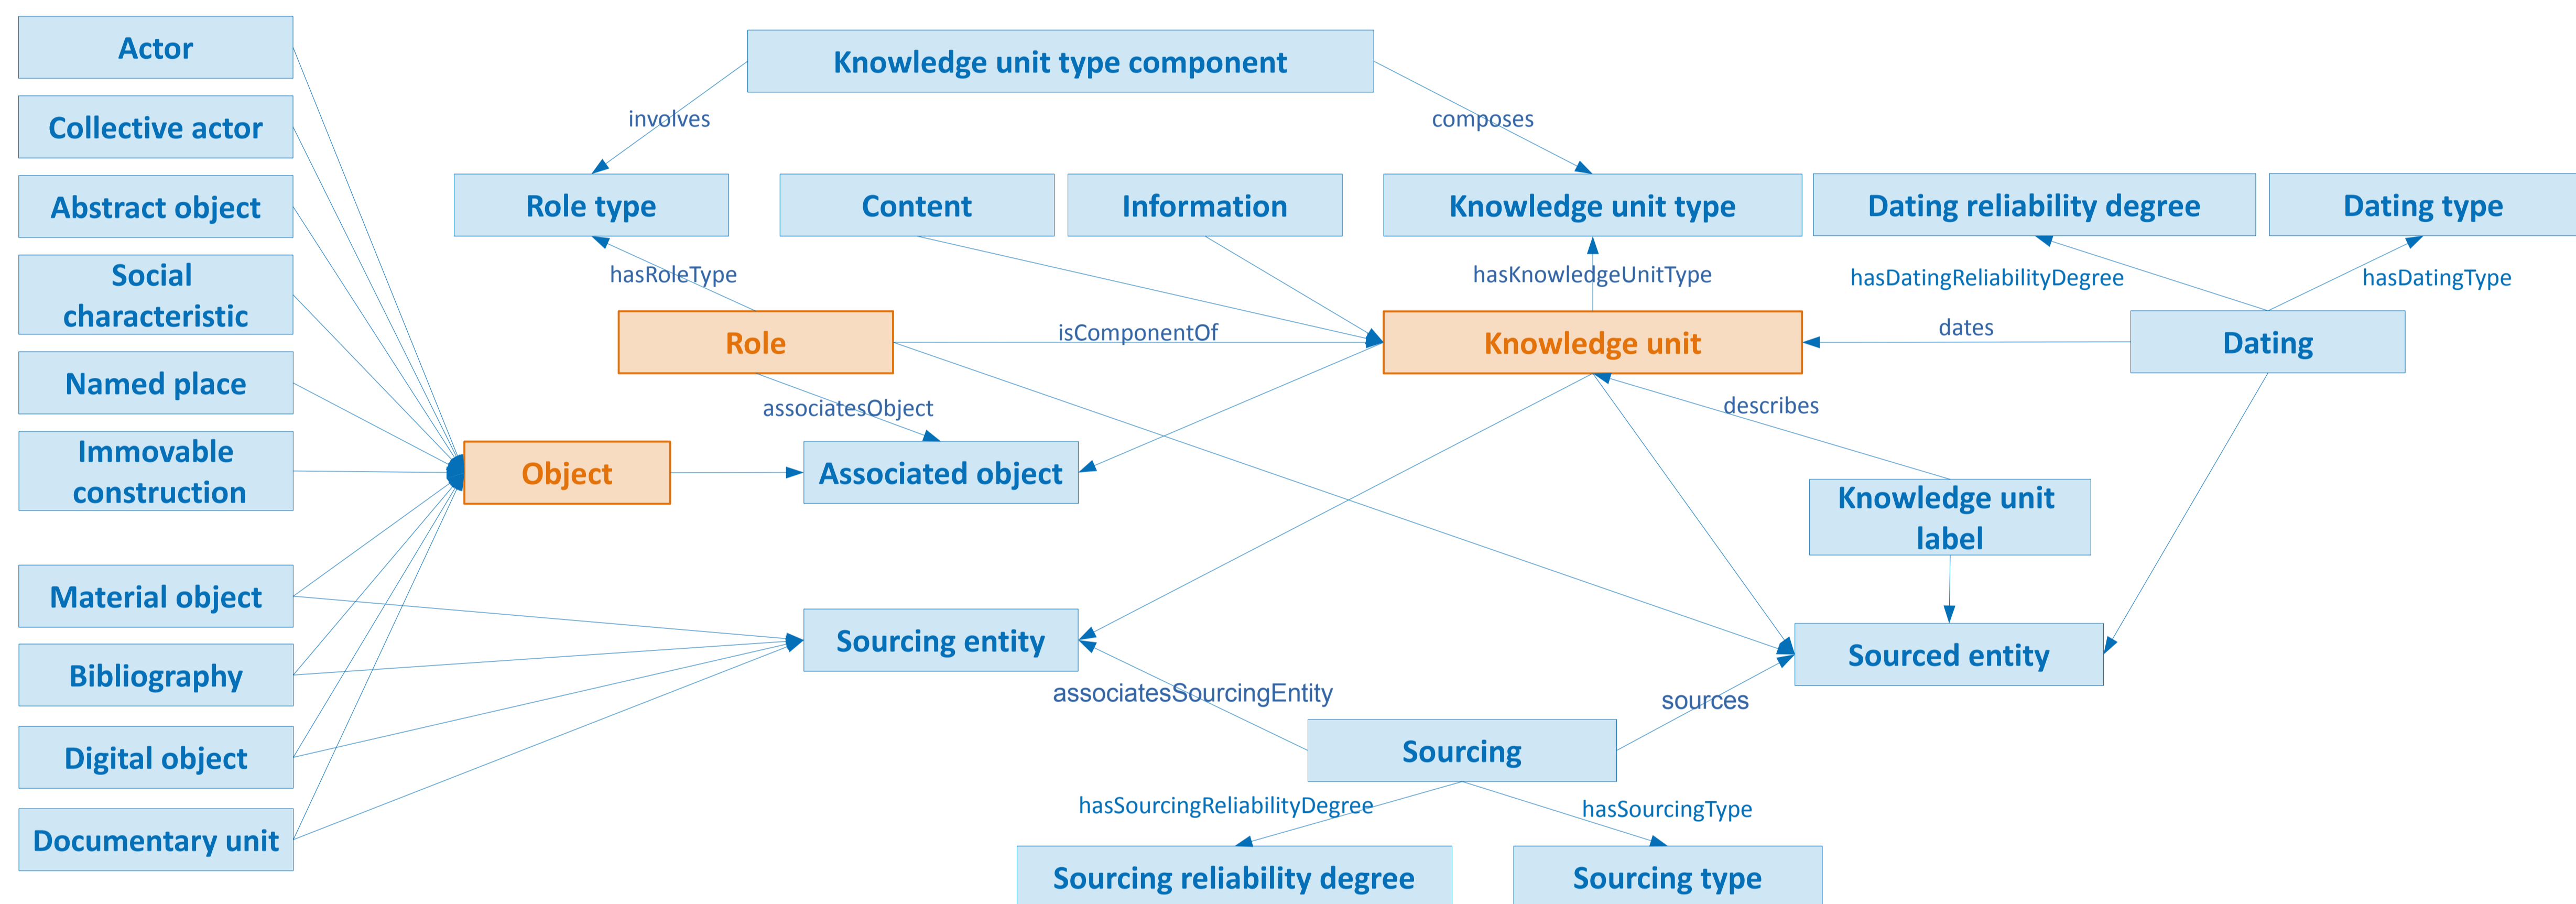 Actor
Knowledge unit type component
Collective actor
involves
composes
Abstract object
Role type
Content
Information
Knowledge unit type
Dating reliability degree
Dating type
Social
characteristic
hasRoleType
hasKnowledgeUnitType
hasDatingReliabilityDegree
hasDatingType
Role
isComponentOf
Knowledge unit
dates
Dating
Named place
associatesObject
describes
Immovable
construction
Object
Associated object
Knowledge unit
label
Material object
Sourcing entity
Sourced entity
Bibliography
associatesSourcingEntity
sources
Digital object
Sourcing
hasSourcingReliabilityDegree
hasSourcingType
Documentary unit
Sourcing reliability degree
Sourcing type